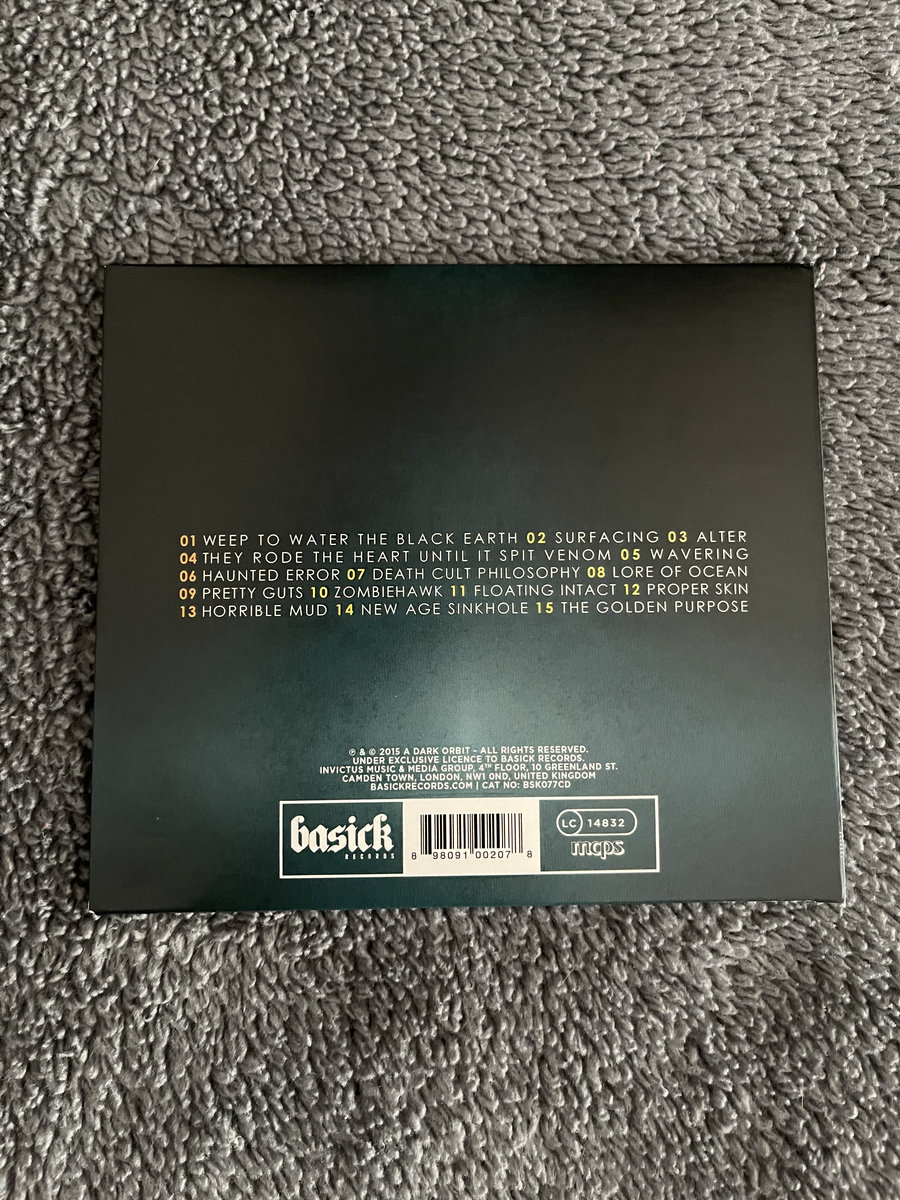 01 WEEP TO WATER THE BLACK EARTH 02 SURFACING 03 ALTER
04 THEY RODE THE HEART UNTIL IT SPIT VENOM 05 WAVERING
06 HAUNTED ERROR 07 DEATH CULT PHILOSOPHY 08 LORE OF OCEAN
09 PRETTY GUTS 10 ZOMBIEHAWK 11 FLOATING INTACT 12 PROPER SKIN
13 HORRIBLE MUD 14 NEW AGE SINKHOLE 15 THE GOLDEN PURPOSE
℗ & © 2015 A DARK ORBIT - ALL RIGHTS RESERVED.
UNDER EXCLUSIVE LICENCE TO BASICK RECORDS.
INVICTUS MUSIC & MEDIA GROUP, 4TH FLOOR, 10 GREENLAND ST.
CAMDEN TOWN, LONDON, NW1 0ND, UNITED KINGDOM
BASICKRECORDS.COM | CAT NO: BSK077CD
basick
RECORDS
8 98091 00207 8
LC 14832
mcps